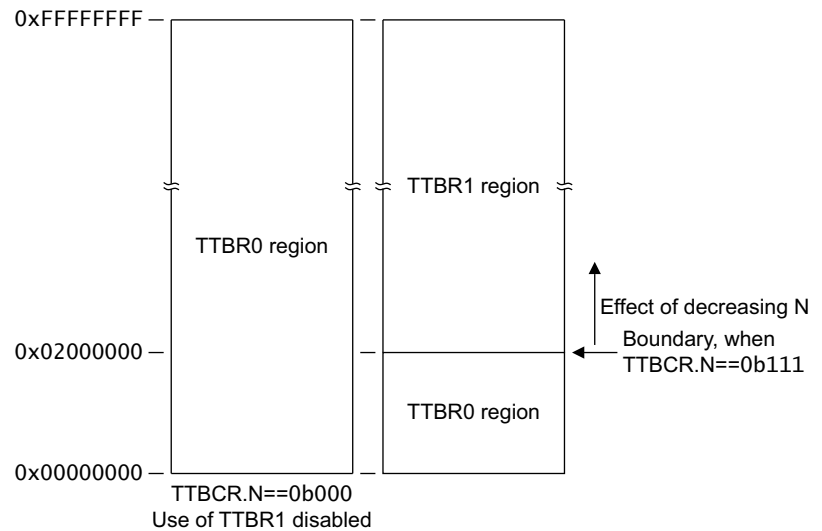 0xFFFFFFFF
TTBR1 region
TTBR0 region
Effect of decreasing N
0x02000000
Boundary, when
TTBCR.N==0b111
TTBR0 region
0x00000000
TTBCR.N==0b000
Use of TTBR1 disabled